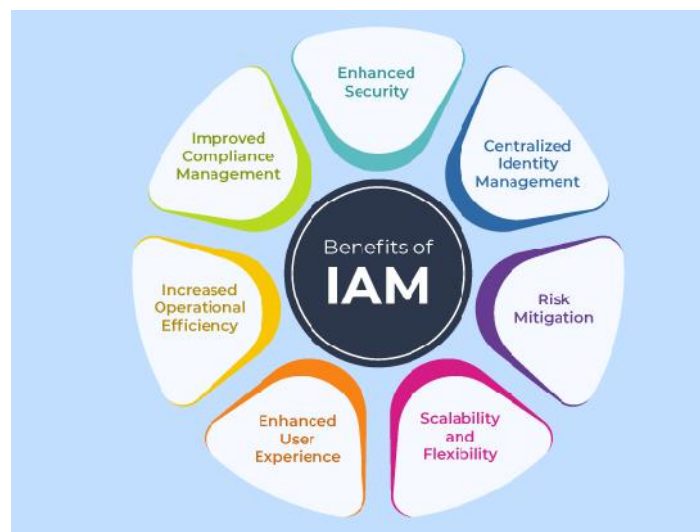 Benefits of
IAM
Enhanced
Security
Centralized
Identity
Management
Risk
Mitigation
Scalability
and
Flexibility
Enhanced
User
Experience
Increased
Operational
Efficiency
Improved
Compliance
Management